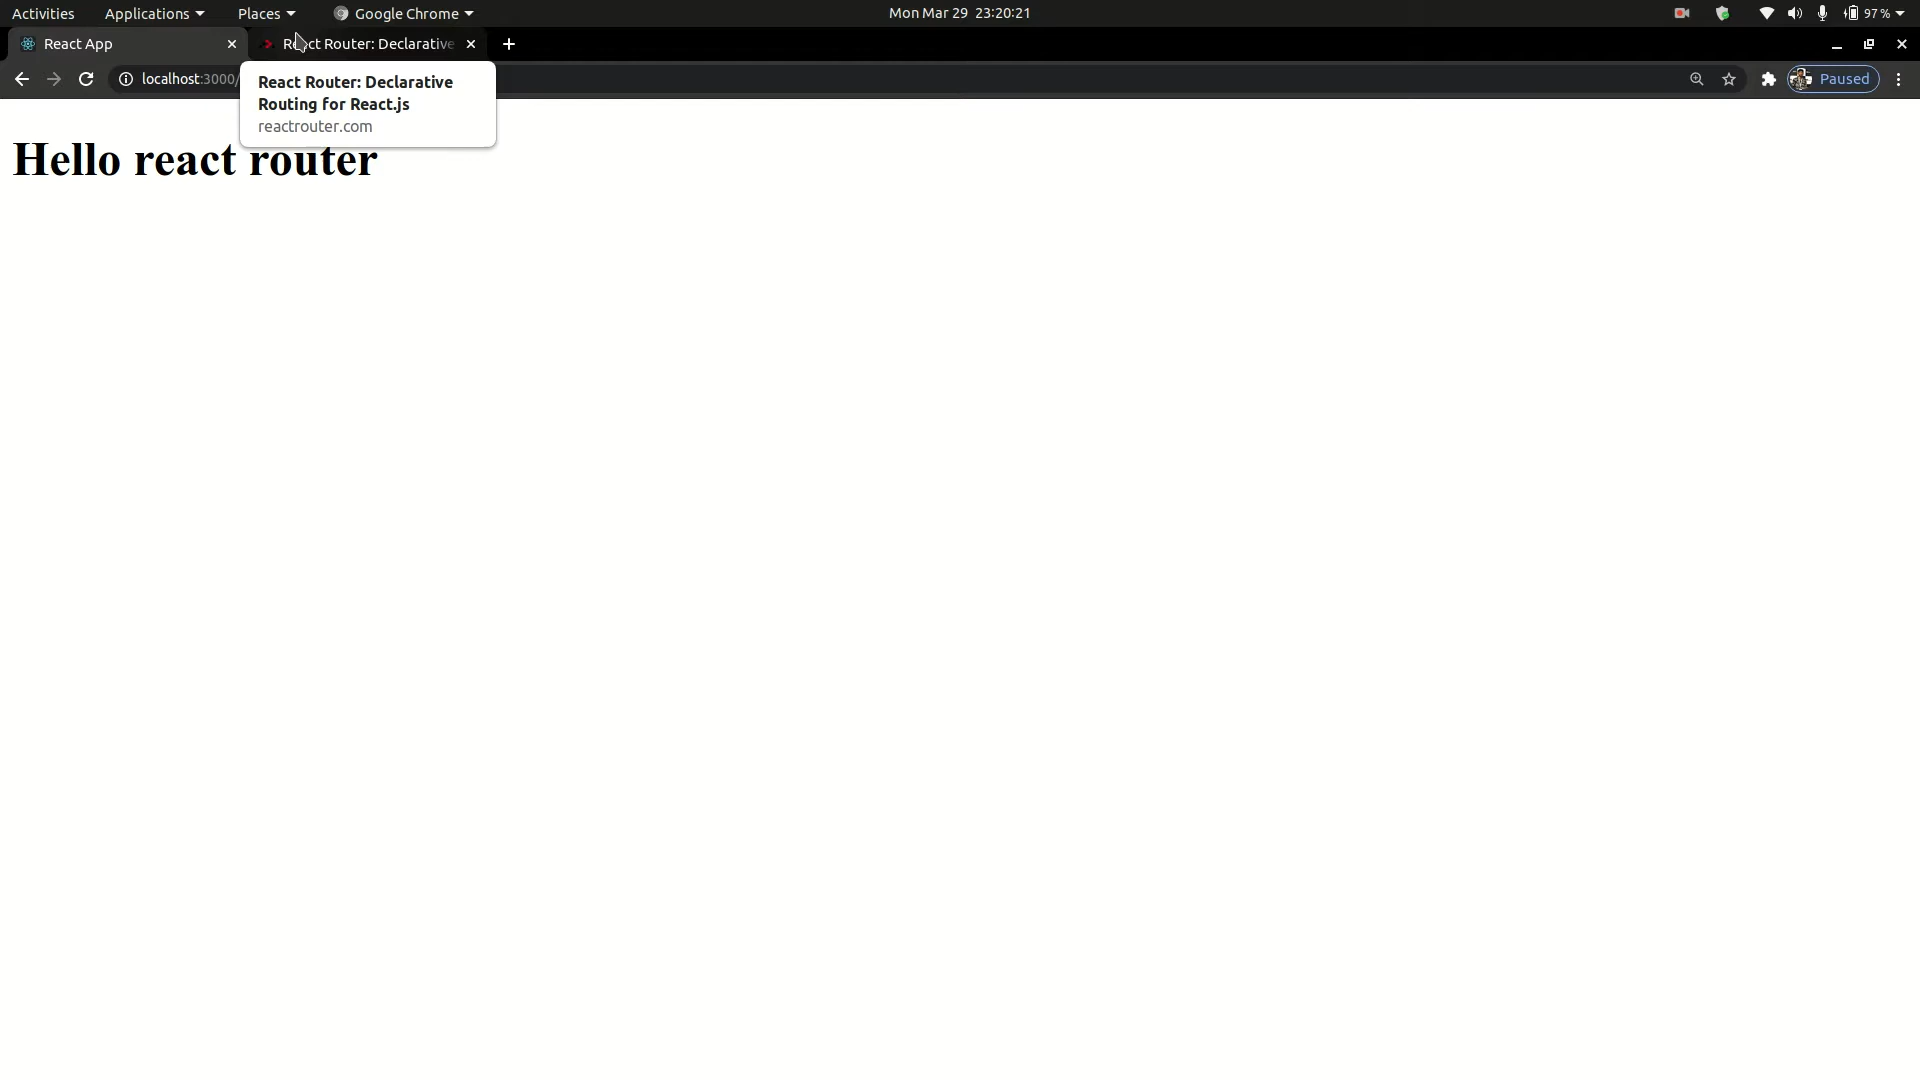 Activities Applications Places Google Chrome Mon Mar 29 23:20:21 97 %
React App React Router: Declarative
localhost:3000/ Paused
React Router: Declarative
Routing for React.js
reactrouter.com
Hello react router